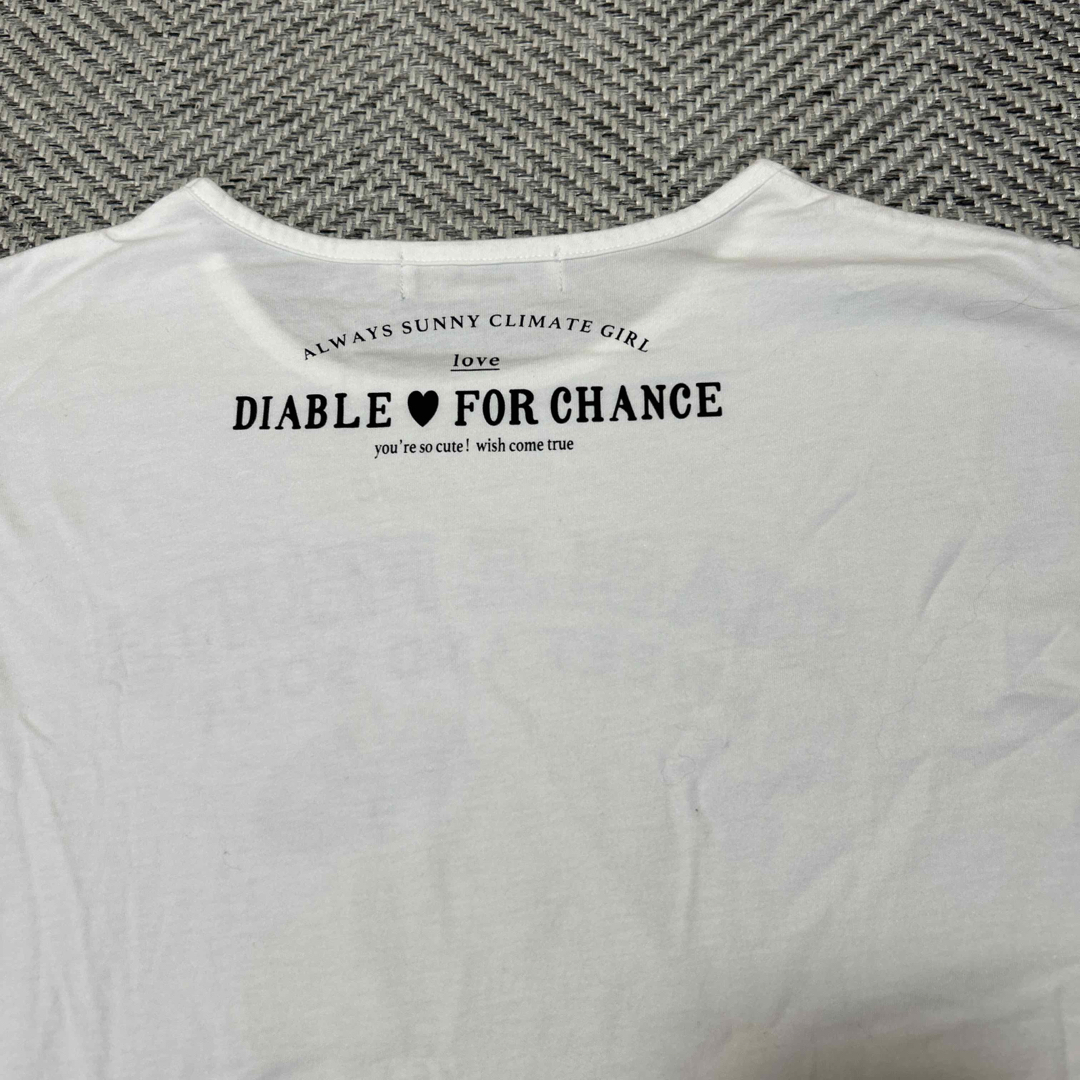 ALWAYS SUNNY CLIMATE GIRL
love
DIABLE ♥ FOR CHANCE
you're so cute! wish come true